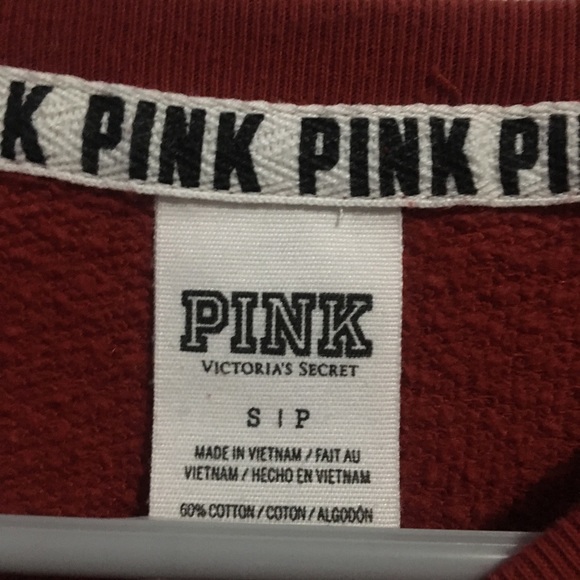 K PINK PINK PI
PINK
VICTORIA'S SECRET
S | P
MADE IN VIETNAM / FAIT AU
VIETNAM / HECHO EN VIETNAM
60% COTTON / COTON / ALGODÓN